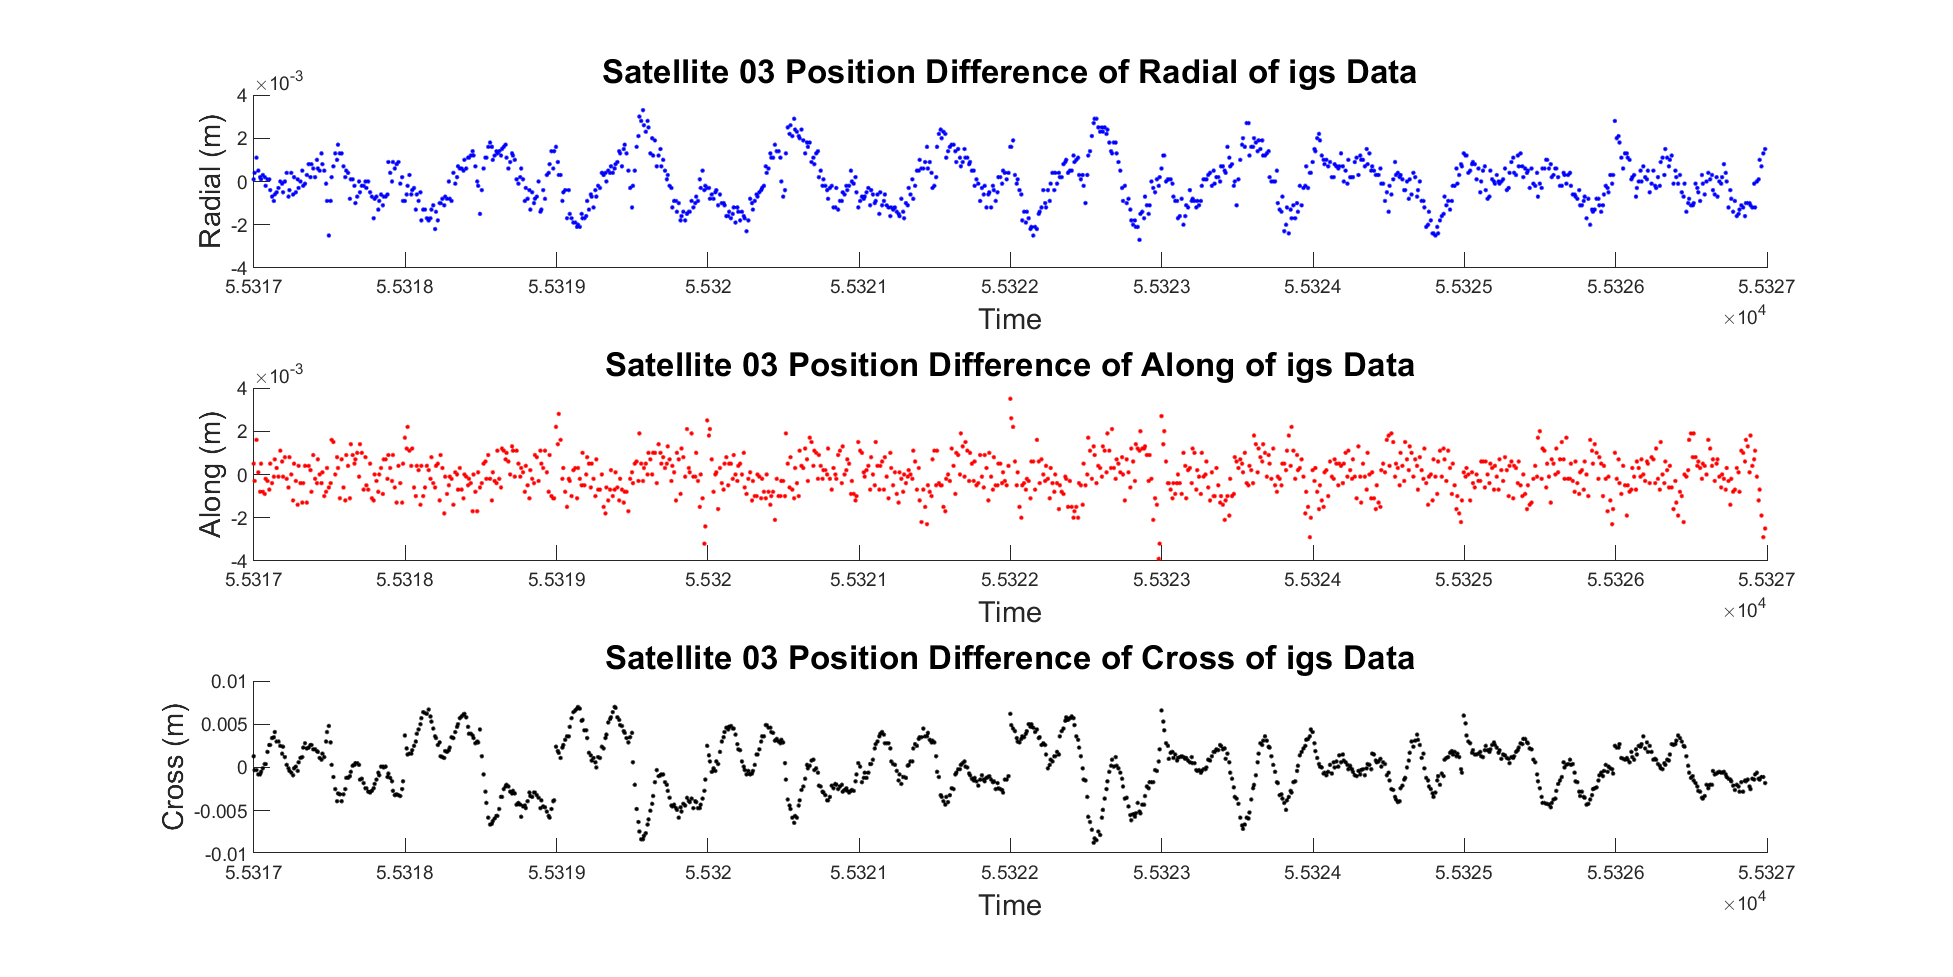 Satellite 03 Position Difference of Radial of igs Data
×10-3
4
2
0
-2
-4
Radial (m)
5.5317 5.5318 5.5319 5.532 5.5321 5.5322 5.5323 5.5324 5.5325 5.5326 5.5327
Time
×104
Satellite 03 Position Difference of Along of igs Data
×10-3
4
2
0
-2
-4
Along (m)
5.5317 5.5318 5.5319 5.532 5.5321 5.5322 5.5323 5.5324 5.5325 5.5326 5.5327
Time
×104
Satellite 03 Position Difference of Cross of igs Data
0.01
0.005
0
-0.005
-0.01
Cross (m)
5.5317 5.5318 5.5319 5.532 5.5321 5.5322 5.5323 5.5324 5.5325 5.5326 5.5327
Time
×104